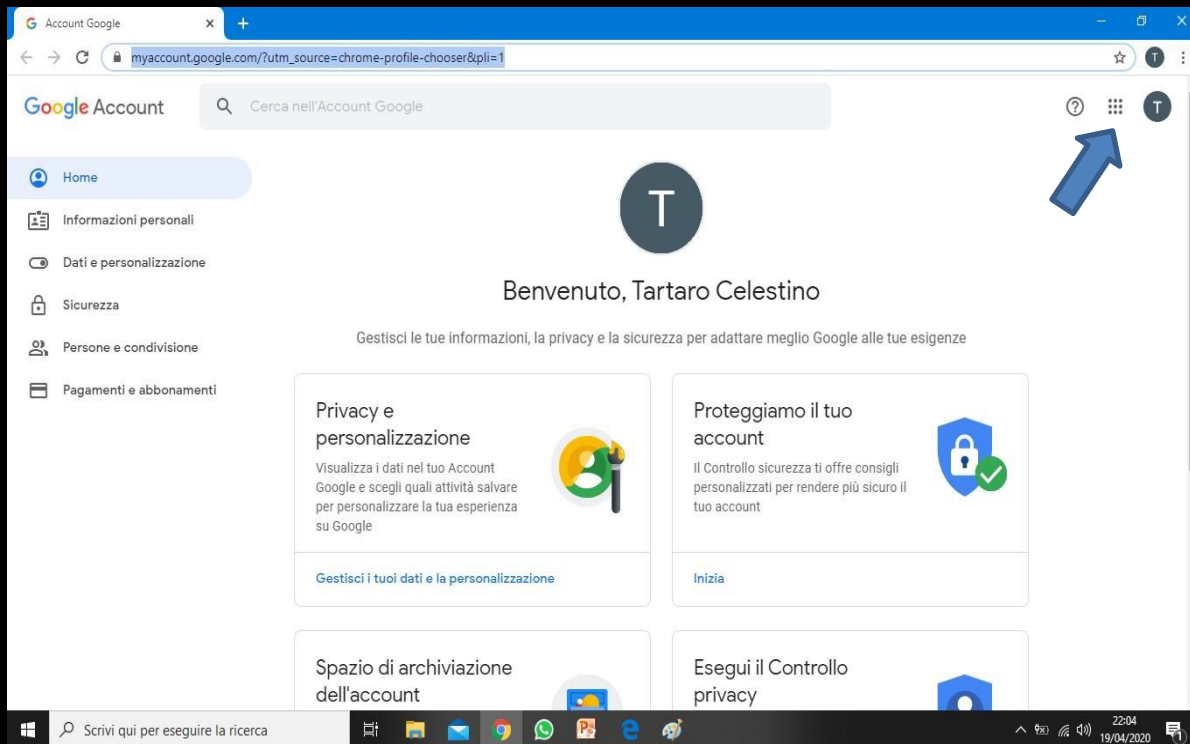 G Account Google
myaccount.google.com/?utm_source=chrome-profile-chooser&pli=1
T
Google Account
Cerca nell'Account Google
T
Home
Informazioni personali
Dati e personalizzazione
Sicurezza
Persone e condivisione
Pagamenti e abbonamenti
T
Benvenuto, Tartaro Celestino
Gestisci le tue informazioni, la privacy e la sicurezza per adattare meglio Google alle tue esigenze
Privacy e
personalizzazione
Visualizza i dati nel tuo Account
Google e scegli quali attività salvare
per personalizzare la tua esperienza
su Google
Gestisci i tuoi dati e la personalizzazione
Proteggiamo il tuo
account
Il Controllo sicurezza ti offre consigli
personalizzati per rendere più sicuro il
tuo account
Inizia
Spazio di archiviazione
dell'account
Esegui il Controllo
privacy
Scrivi qui per eseguire la ricerca
22:04
19/04/2020